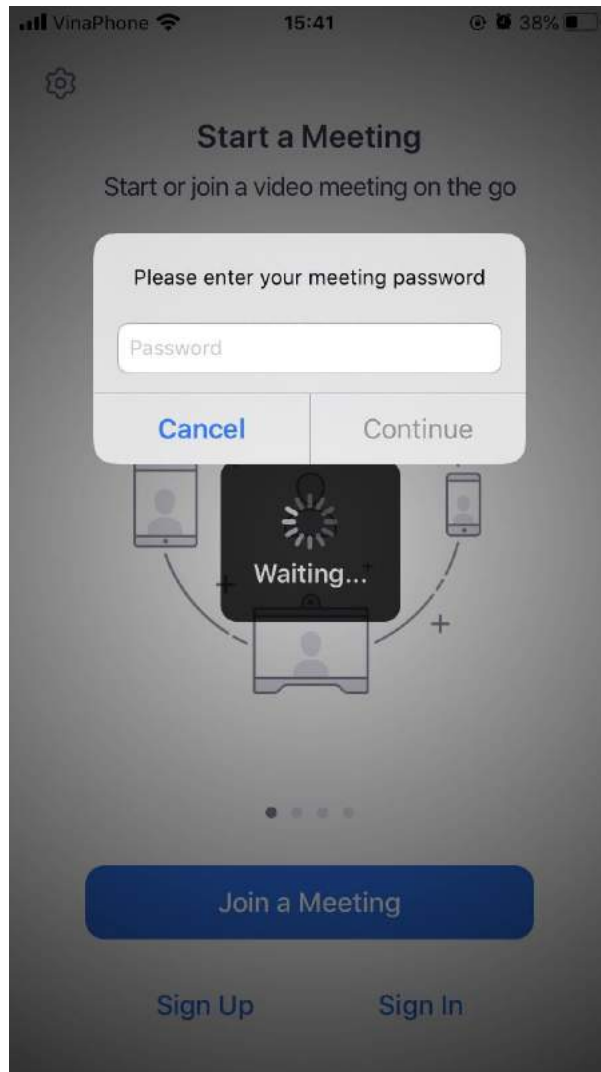 VinaPhone 15:41 38%
Start a Meeting
Start or join a video meeting on the go
Please enter your meeting password
Password
Cancel Continue
Waiting...
Join a Meeting
Sign Up Sign In